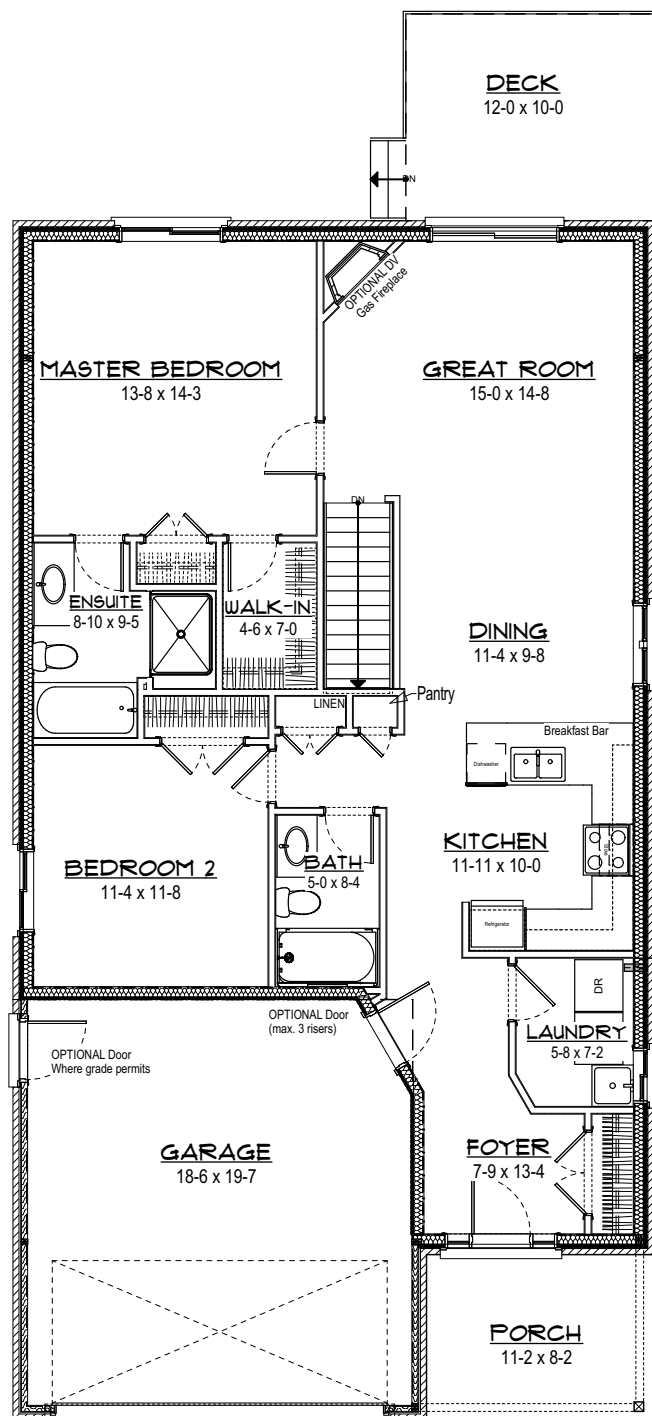 DECK
12-0 x 10-0
DN
OPTIONAL DV
Gas Fireplace
MASTER BEDROOM
13-8 x 14-3
GREAT ROOM
15-0 x 14-8
DN
ENSUITE
8-10 x 9-5
WALK-IN
4-6 x 7-0
DINING
11-4 x 9-8
LINEN
Pantry
Breakfast Bar
Dishwasher
KITCHEN
11-11 x 10-0
BEDROOM 2
11-4 x 11-8
BATH
5-0 x 8-4
Refrigerator
DR
OPTIONAL Door
(max. 3 risers)
LAUNDRY
5-8 x 7-2
OPTIONAL Door
Where grade permits
GARAGE
18-6 x 19-7
FOYER
7-9 x 13-4
PORCH
11-2 x 8-2